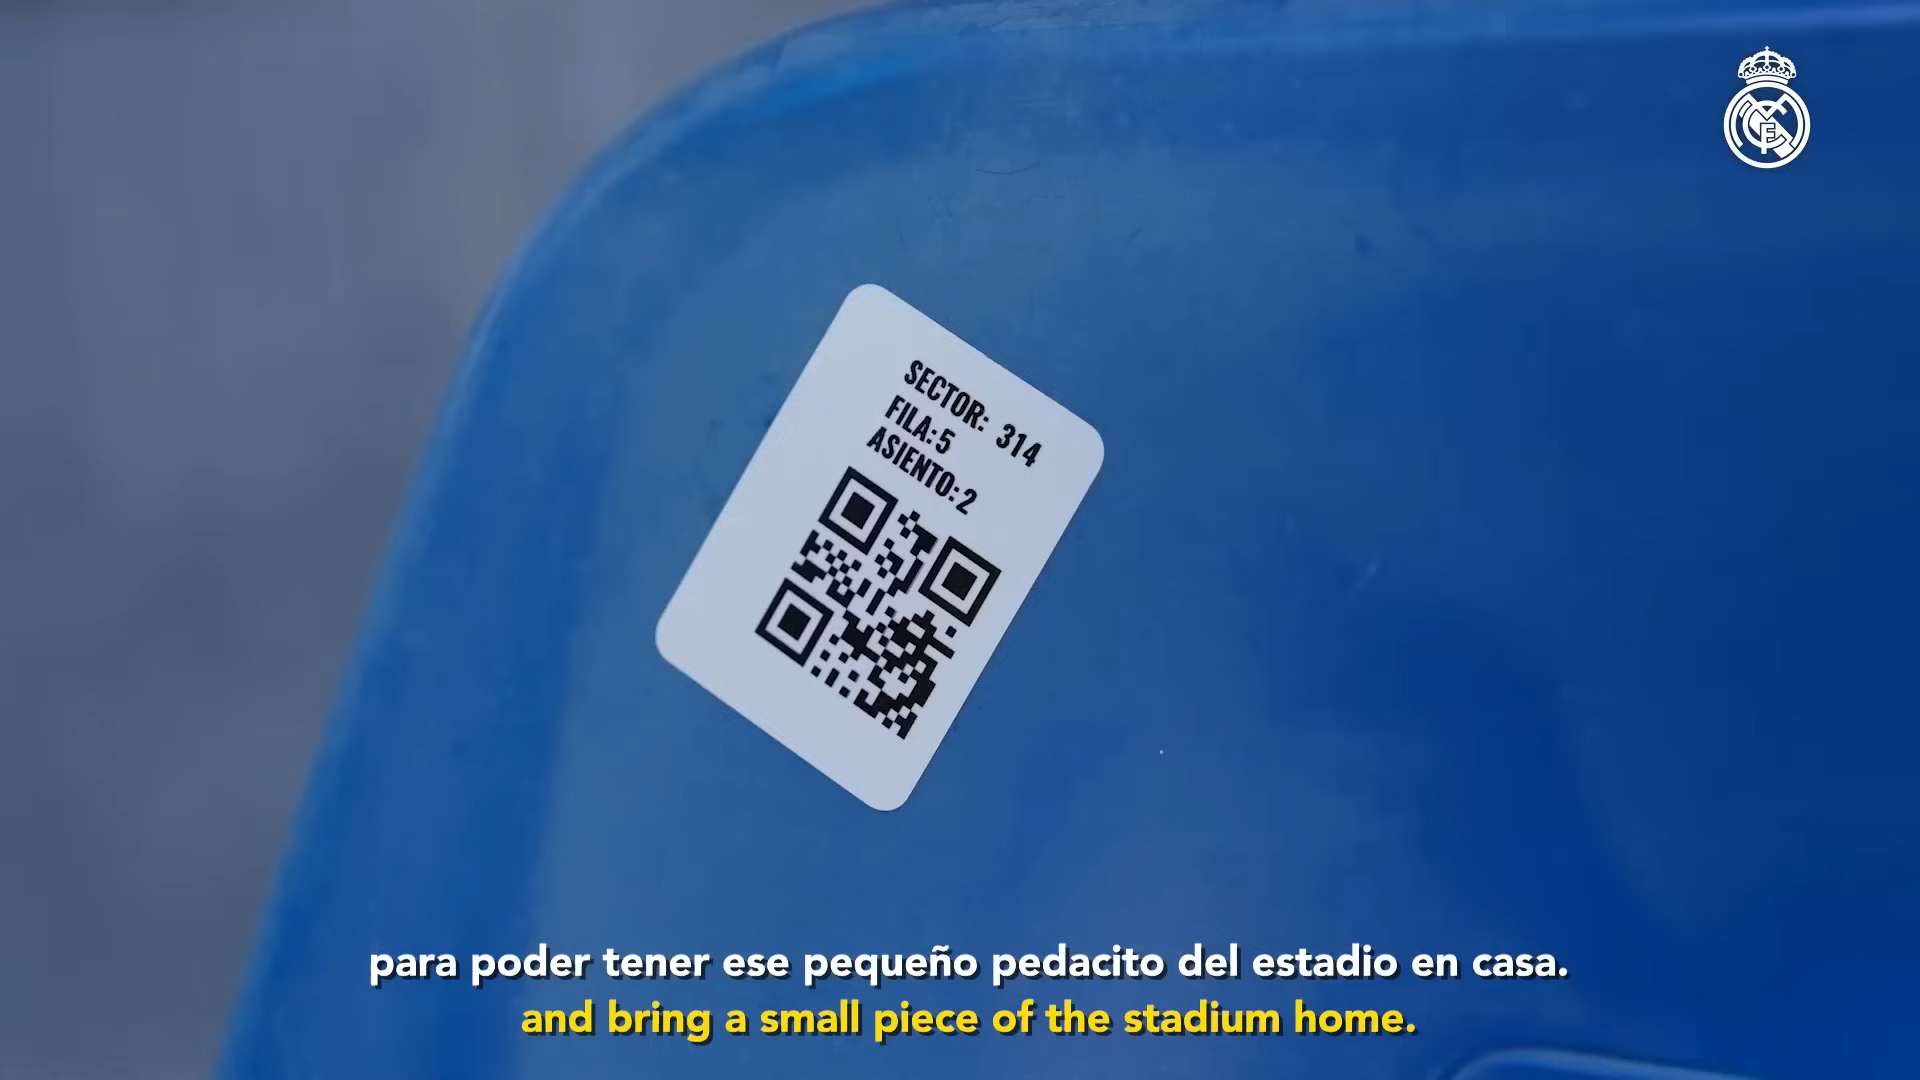 SECTOR: 314
FILA:5
ASIENTO:2
para poder tener ese pequeño pedacito del estadio en casa.
and bring a small piece of the stadium home.